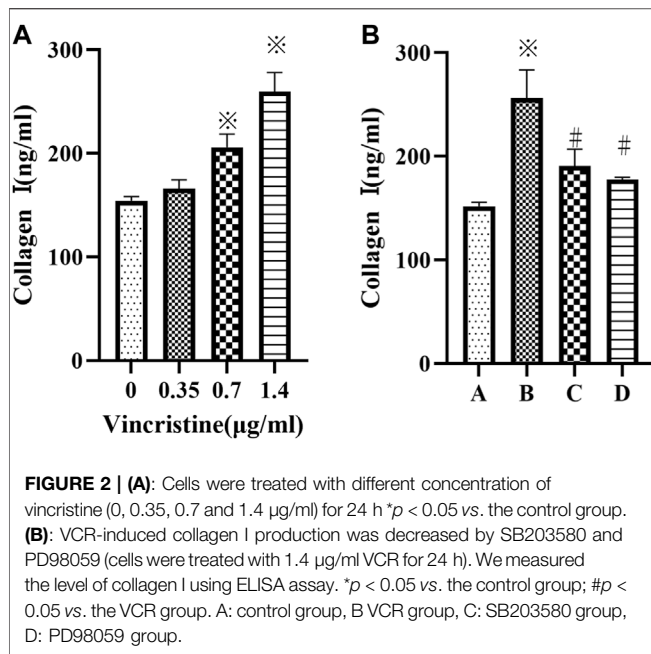 A
B
※
※
300
200
100
0
Collagen I(ng/ml)
0 0.35 0.7 1.4
Vincristine(μg/ml)
※
#
#
300
200
100
0
Collagen I(ng/ml)
A B C D
FIGURE 2 | (A): Cells were treated with different concentration of
vincristine (0, 0.35, 0.7 and 1.4 μg/ml) for 24 h *p < 0.05 vs. the control group.
(B): VCR-induced collagen I production was decreased by SB203580 and
PD98059 (cells were treated with 1.4 μg/ml VCR for 24 h). We measured
the level of collagen I using ELISA assay. *p < 0.05 vs. the control group; #p <
0.05 vs. the VCR group. A: control group, B VCR group, C: SB203580 group,
D: PD98059 group.